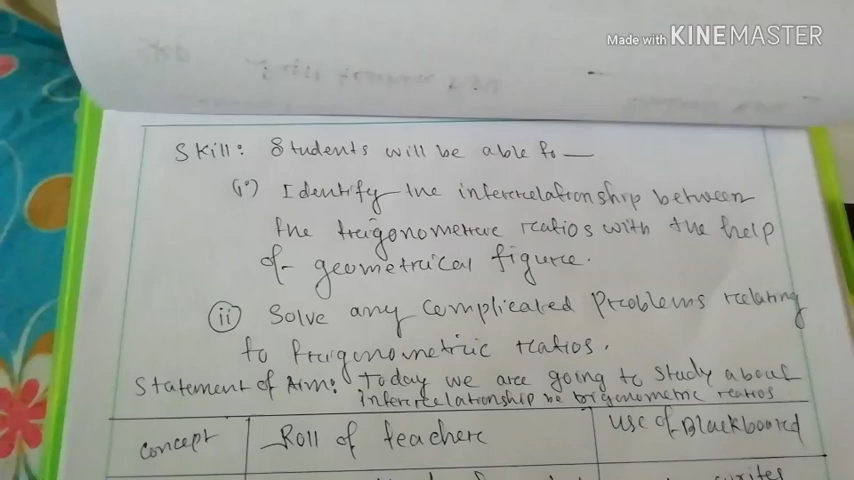 Made with KINEMASTER
Skill: Students will be able to —
(i) Identify the interrelationship between
the trigonometric ratios with the help
of geometrical figure.
(ii) Solve any complicated Problems relating
to trigonometric ratios.
Statement of Aim: Today we are going to study about
interrelationship be trigonometric ratios
concept Roll of teacher use of Blackboard
writes